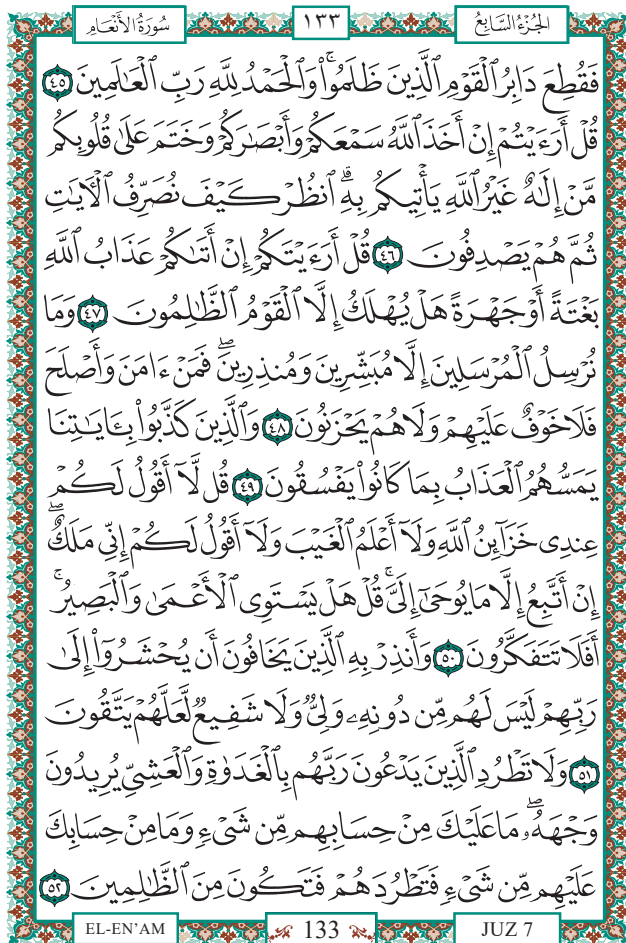 سُورَةُ الأَنْعَام ١٣٣ الجُزْءُ السَّابِعُ
فَقُطِعَ دَابِرُ ٱلْقَوْمِ ٱلَّذِينَ ظَلَمُوا۟ۚ وَٱلْحَمْدُ لِلَّهِ رَبِّ ٱلْعَـٰلَمِينَ ٤٥
قُلْ أَرَءَيْتُمْ إِنْ أَخَذَ ٱللَّهُ سَمْعَكُمْ وَأَبْصَـٰرَكُمْ وَخَتَمَ عَلَىٰ قُلُوبِكُم
مَّنْ إِلَـٰهٌ غَيْرُ ٱللَّهِ يَأْتِيكُم بِهِۗ ٱنظُرْ كَيْفَ نُصَرِّفُ ٱلْـَٔايَـٰتِ
ثُمَّ هُمْ يَصْدِفُونَ ٤٦ قُلْ أَرَءَيْتَكُمْ إِنْ أَتَىٰكُمْ عَذَابُ ٱللَّهِ
بَغْتَةً أَوْ جَهْرَةً هَلْ يُهْلَكُ إِلَّا ٱلْقَوْمُ ٱلظَّـٰلِمُونَ ٤٧ وَمَا
نُرْسِلُ ٱلْمُرْسَلِينَ إِلَّا مُبَشِّرِينَ وَمُنذِرِينَۖ فَمَنْ ءَامَنَ وَأَصْلَحَ
فَلَا خَوْفٌ عَلَيْهِمْ وَلَا هُمْ يَحْزَنُونَ ٤٨ وَٱلَّذِينَ كَذَّبُوا۟ بِـَٔايَـٰتِنَا
يَمَسُّهُمُ ٱلْعَذَابُ بِمَا كَانُوا۟ يَفْسُقُونَ ٤٩ قُل لَّآ أَقُولُ لَكُمْ
عِندِى خَزَآئِنُ ٱللَّهِ وَلَآ أَعْلَمُ ٱلْغَيْبَ وَلَآ أَقُولُ لَكُمْ إِنِّى مَلَكٌۖ
إِنْ أَتَّبِعُ إِلَّا مَا يُوحَىٰٓ إِلَىَّۚ قُلْ هَلْ يَسْتَوِى ٱلْأَعْمَىٰ وَٱلْبَصِيرُۚ
أَفَلَا تَتَفَكَّرُونَ ٥٠ وَأَنذِرْ بِهِ ٱلَّذِينَ يَخَافُونَ أَن يُحْشَرُوٓا۟ إِلَىٰ
رَبِّهِمْۙ لَيْسَ لَهُم مِّن دُونِهِۦ وَلِىٌّ وَلَا شَفِيعٌ لَّعَلَّهُمْ يَتَّقُونَ
٥١ وَلَا تَطْرُدِ ٱلَّذِينَ يَدْعُونَ رَبَّهُم بِٱلْغَدَوٰةِ وَٱلْعَشِىِّ يُرِيدُونَ
وَجْهَهُۥۖ مَا عَلَيْكَ مِنْ حِسَابِهِم مِّن شَىْءٍ وَمَا مِنْ حِسَابِكَ
عَلَيْهِم مِّن شَىْءٍ فَتَطْرُدَهُمْ فَتَكُونَ مِنَ ٱلظَّـٰلِمِينَ ٥٢
EL-EN'AM 133 JUZ 7